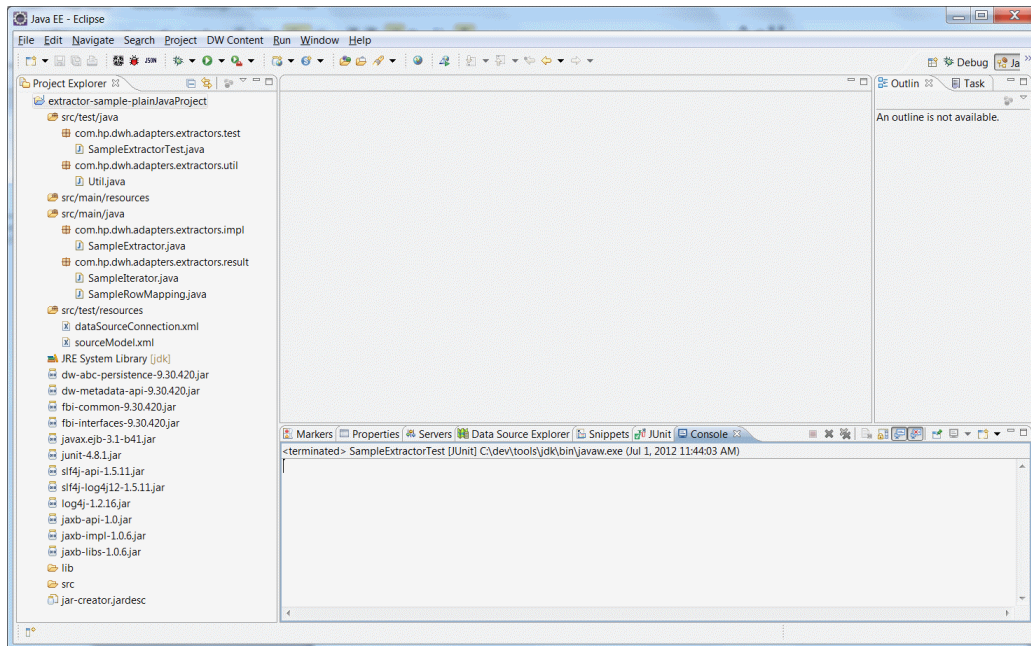 Java EE - Eclipse
File Edit Navigate Search Project DW Content Run Window Help
JSON
Debug Ja
Project Explorer
Outlin Task
extractor-sample-plainJavaProject
An outline is not available.
src/test/java
com.hp.dwh.adapters.extractors.test
SampleExtractorTest.java
com.hp.dwh.adapters.extractors.util
Util.java
src/main/resources
src/main/java
com.hp.dwh.adapters.extractors.impl
SampleExtractor.java
com.hp.dwh.adapters.extractors.result
SampleIterator.java
SampleRowMapping.java
src/test/resources
dataSourceConnection.xml
sourceModel.xml
JRE System Library [jdk]
dw-abc-persistence-9.30.420.jar
dw-metadata-api-9.30.420.jar
fbi-common-9.30.420.jar
fbi-interfaces-9.30.420.jar
javax.ejb-3.1-b41.jar
junit-4.8.1.jar
slf4j-api-1.5.11.jar
slf4j-log4j12-1.5.11.jar
log4j-1.2.16.jar
jaxb-api-1.0.jar
jaxb-impl-1.0.6.jar
jaxb-libs-1.0.6.jar
lib
src
jar-creator.jardesc
Markers Properties Servers Data Source Explorer Snippets JUnit Console
<terminated> SampleExtractorTest [JUnit] C:\dev\tools\jdk\bin\javaw.exe (Jul 1, 2012 11:44:03 AM)